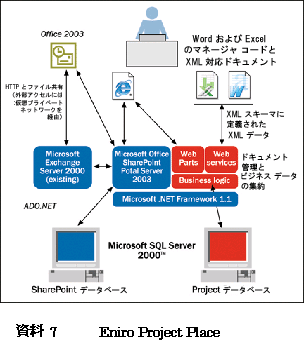 Office 2003
Word および Excel
のマネージャ コードと
XML 対応ドキュメント
HTTP とファイル共有
(外部アクセスには
仮想プライベート
ネットワークを
経由)
XML スキーマに
定義された
XML データ
Microsoft
Exchange
Server 2000
(existing)
Microsoft Office
SharePoint
Potal Server
2003
Web
Parts
Web
services
Business logic
ドキュメント
管理と
ビジネス データ
の集約
Microsoft .NET Framework 1.1
ADO.NET
Microsoft SQL Server
2000™
SharePoint データベース
Project データベース
資料 7 Eniro Project Place